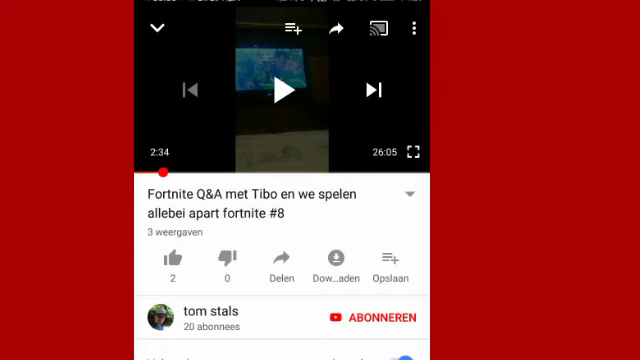 2:34
26:05
Fortnite Q&A met Tibo en we spelen
allebei apart fortnite #8
3 weergaven
2
0
Delen
Dow...aden
Opslaan
tom stals
20 abonnees
ABONNEREN